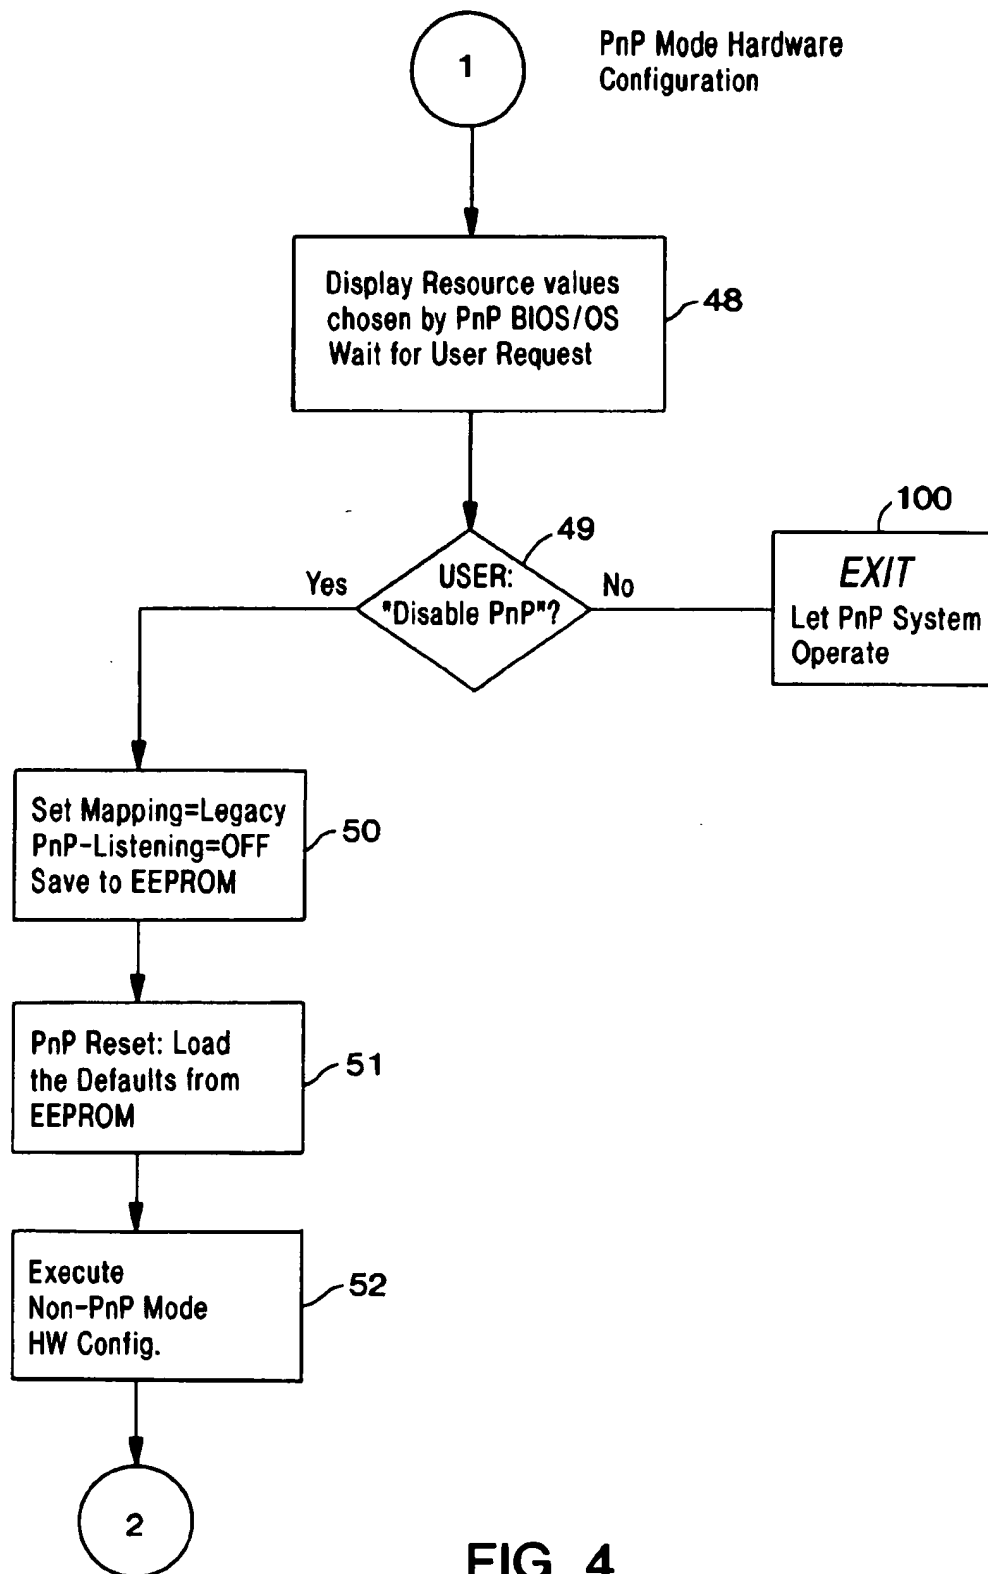 1
PnP Mode Hardware
Configuration
Display Resource values
chosen by PnP BIOS/OS
Wait for User Request
48
49
USER:
"Disable PnP"?
Yes
No
100
EXIT
Let PnP System
Operate
Set Mapping=Legacy
PnP-Listening=OFF
Save to EEPROM
50
PnP Reset: Load
the Defaults from
EEPROM
51
Execute
Non-PnP Mode
HW Config.
52
2
FIG. 4